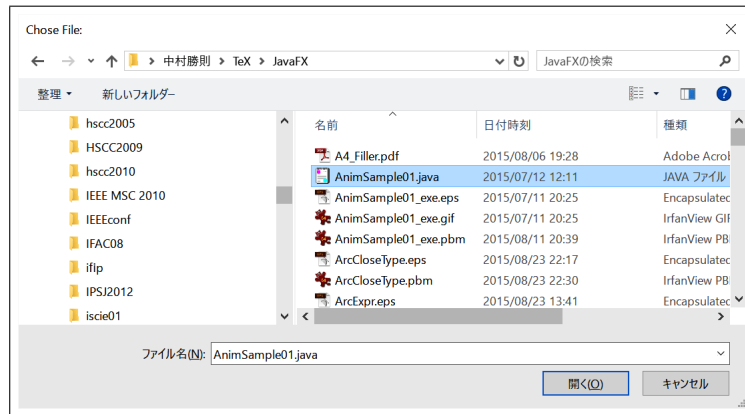 Chose File:
中村勝則 > TeX > JavaFX
JavaFXの検索
整理
新しいフォルダー
hscc2005
HSCC2009
hscc2010
IEEE MSC 2010
IEEEconf
IFAC08
ifip
IPSJ2012
iscie01
名前 日付時刻 種類
A4_Filler.pdf 2015/08/06 19:28 Adobe Acrob
AnimSample01.java 2015/07/12 12:11 JAVA ファイル
AnimSample01_exe.eps 2015/07/11 20:25 Encapsulated
AnimSample01_exe.gif 2015/07/11 20:25 IrfanView GIF
AnimSample01_exe.pbm 2015/08/11 20:39 IrfanView PB
ArcCloseType.eps 2015/08/23 22:17 Encapsulated
ArcCloseType.pbm 2015/08/23 22:30 IrfanView PB
ArcExpr.eps 2015/08/23 13:41 Encapsulated
ファイル名(N): AnimSample01.java
開く(O) キャンセル